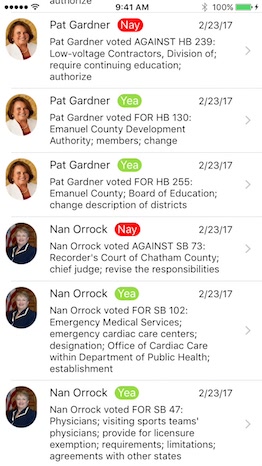 authorize
9:41 AM 100%
Pat Gardner Nay 2/23/17
Pat Gardner voted AGAINST HB 239:
Low-voltage Contractors, Division of;
require continuing education;
authorize
Pat Gardner Yea 2/23/17
Pat Gardner voted FOR HB 130:
Emanuel County Development
Authority; members; change
Pat Gardner Yea 2/23/17
Pat Gardner voted FOR HB 255:
Emanuel County; Board of Education;
change description of districts
Nan Orrock Nay 2/23/17
Nan Orrock voted AGAINST SB 73:
Recorder's Court of Chatham County;
chief judge; revise the responsibilities
Nan Orrock Yea 2/23/17
Nan Orrock voted FOR SB 102:
Emergency Medical Services;
emergency cardiac care centers;
designation; Office of Cardiac Care
within Department of Public Health;
establishment
Nan Orrock Yea 2/23/17
Nan Orrock voted FOR SB 47:
Physicians; visiting sports teams'
physicians; provide for licensure
exemption; requirements; limitations;
agreements with other states